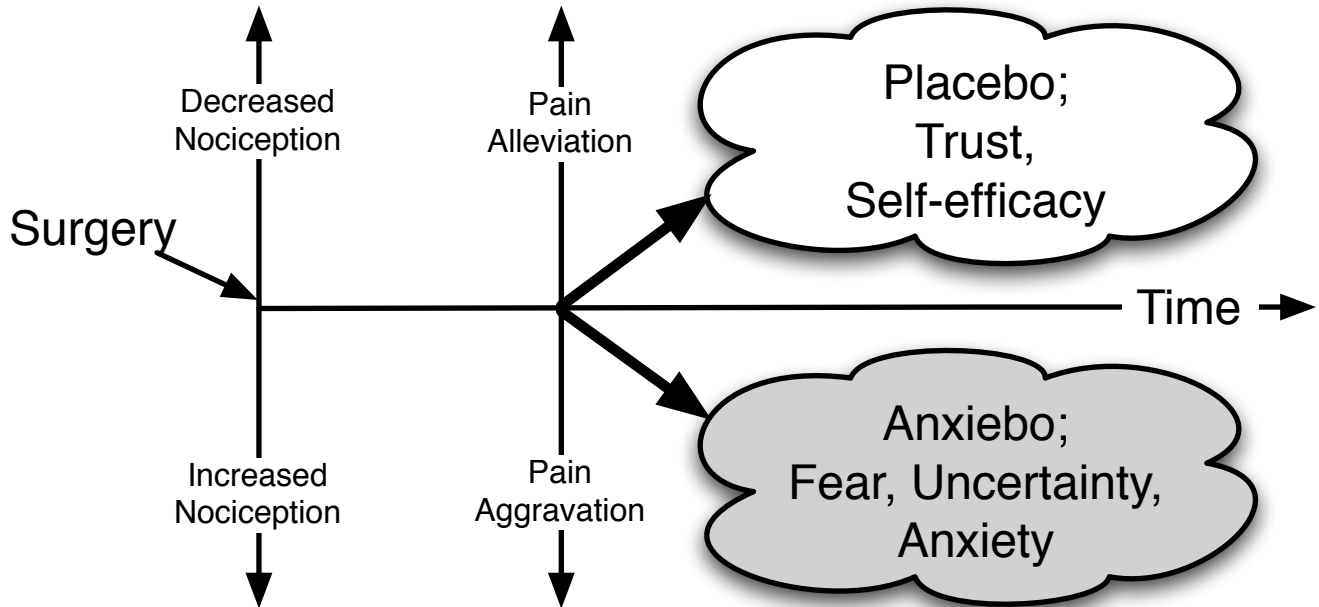 Decreased
Nociception
Pain
Alleviation
Placebo;
Trust,
Self-efficacy
Surgery
Time
Increased
Nociception
Pain
Aggravation
Anxiebo;
Fear, Uncertainty,
Anxiety